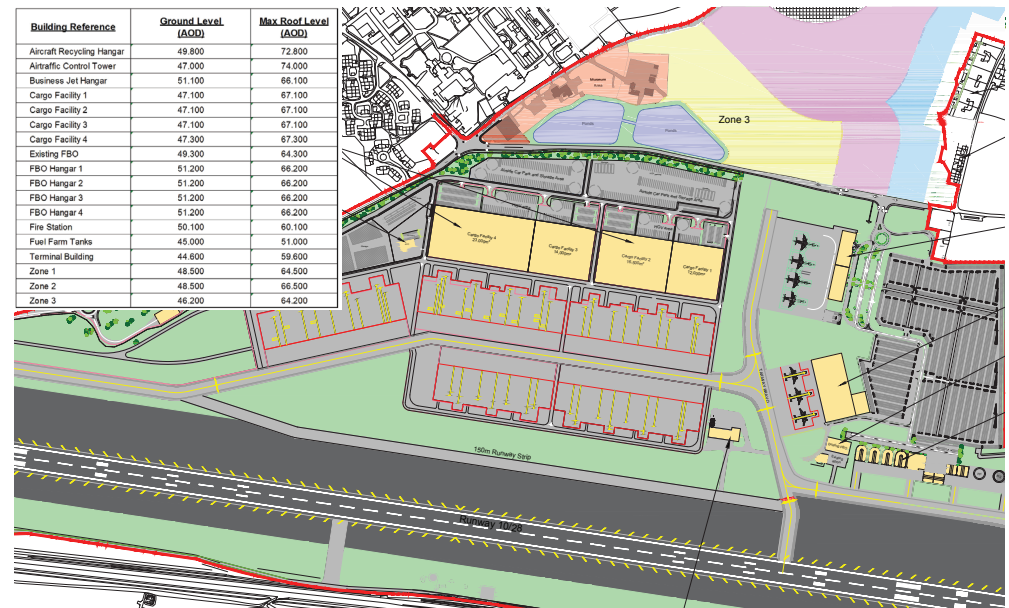 Building Reference Ground Level (AOD) Max Roof Level (AOD)
Aircraft Recycling Hangar 49.800 72.800
Airtraffic Control Tower 47.000 74.000
Business Jet Hangar 51.100 66.100
Cargo Facility 1 47.100 67.100
Cargo Facility 2 47.100 67.100
Cargo Facility 3 47.100 67.100
Cargo Facility 4 47.300 67.300
Existing FBO 49.300 64.300
FBO Hangar 1 51.200 66.200
FBO Hangar 2 51.200 66.200
FBO Hangar 3 51.200 66.200
FBO Hangar 4 51.200 66.200
Fire Station 50.100 60.100
Fuel Farm Tanks 45.000 51.000
Terminal Building 44.600 59.600
Zone 1 48.500 64.500
Zone 2 48.500 66.500
Zone 3 46.200 64.200
Museum
Zone 3
Ponds
Ponds
Cargo Facility 4
Cargo Facility 3
Cargo Facility 2
Cargo Facility 1
150m Runway Strip
Runway 10/28